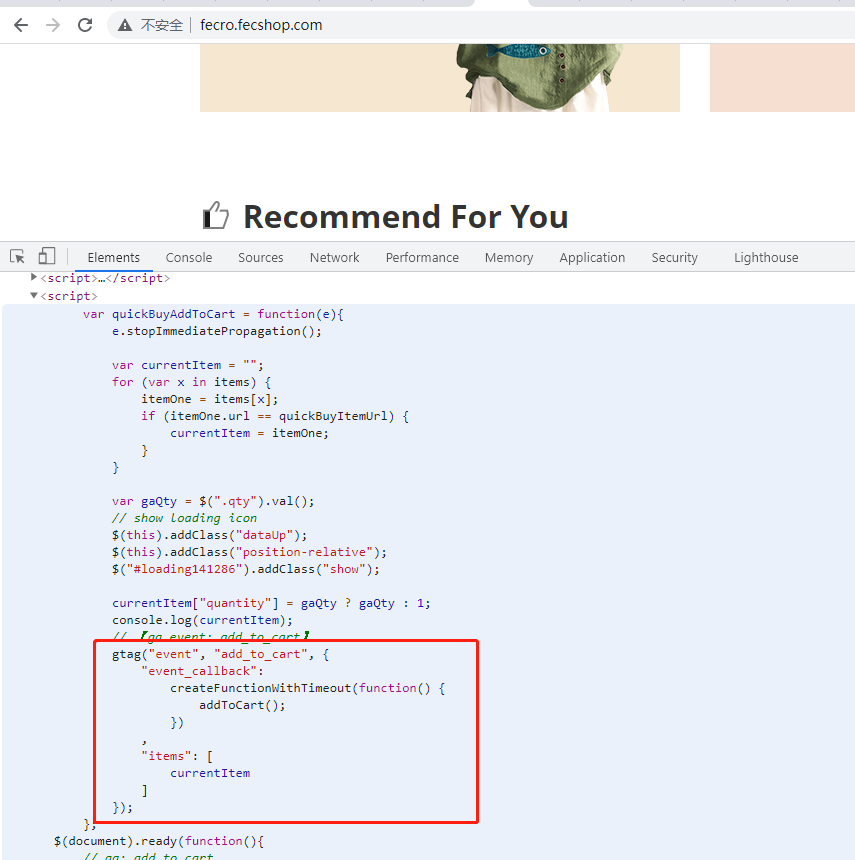 不安全 fecro.fecshop.com
Recommend For You
Elements Console Sources Network Performance Memory Application Security Lighthouse
<script>…</script>
<script>
var quickBuyAddToCart = function(e){
e.stopImmediatePropagation();
var currentItem = "";
for (var x in items) {
itemOne = items[x];
if (itemOne.url == quickBuyItemUrl) {
currentItem = itemOne;
}
}
var gaQty = $(".qty").val();
// show loading icon
$(this).addClass("dataUp");
$(this).addClass("position-relative");
$("#loading141286").addClass("show");
currentItem["quantity"] = gaQty ? gaQty : 1;
console.log(currentItem);
// 【ga event: add_to_cart】
gtag("event", "add_to_cart", {
"event_callback":
createFunctionWithTimeout(function() {
addToCart();
})
,
"items": [
currentItem
]
});
};
$(document).ready(function(){
// ga: add_to_cart